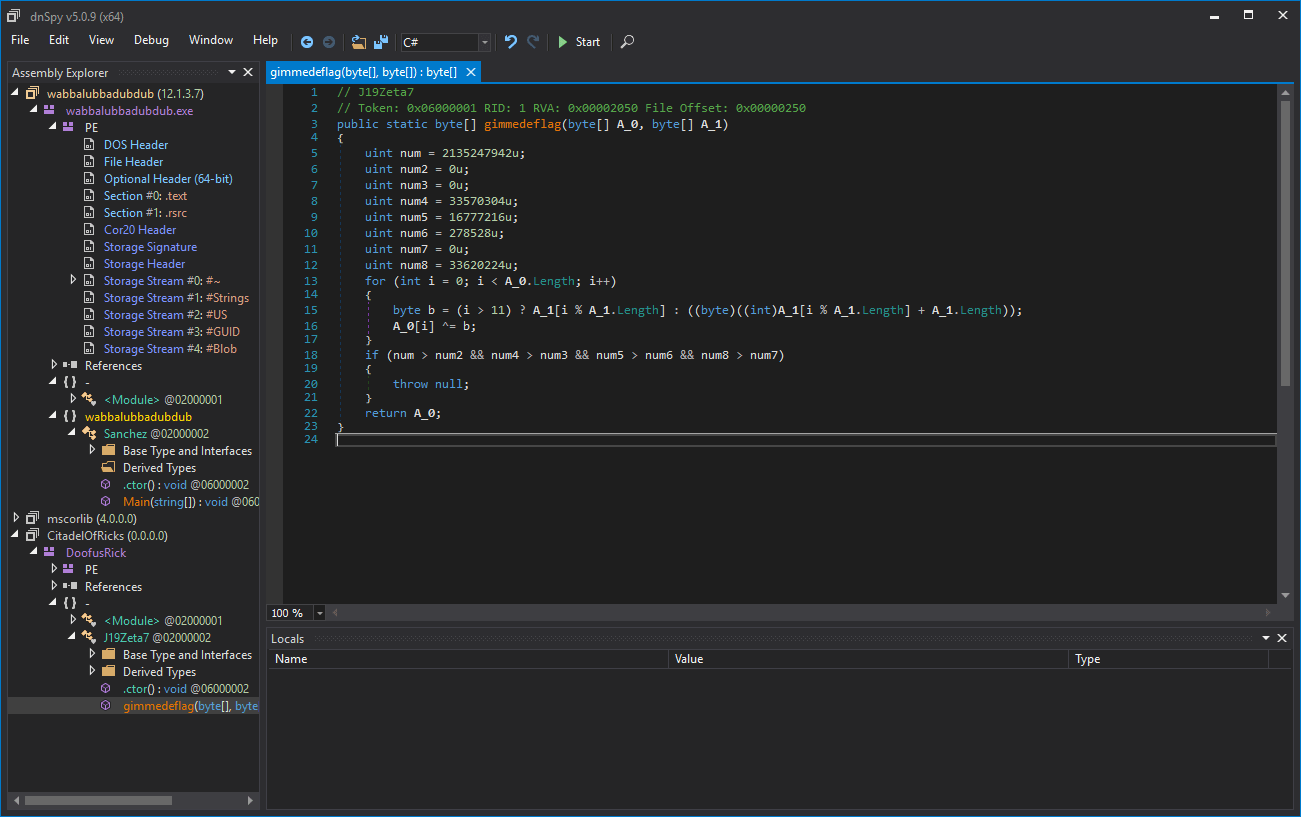 dnSpy v5.0.9 (x64)
File Edit View Debug Window Help C# Start
Assembly Explorer
wabbalubbadubdub (12.1.3.7)
wabbalubbadubdub.exe
PE
DOS Header
File Header
Optional Header (64-bit)
Section #0: .text
Section #1: .rsrc
Cor20 Header
Storage Signature
Storage Header
Storage Stream #0: #~
Storage Stream #1: #Strings
Storage Stream #2: #US
Storage Stream #3: #GUID
Storage Stream #4: #Blob
References
{ } -
<Module> @02000001
{ } wabbalubbadubdub
Sanchez @02000002
Base Type and Interfaces
Derived Types
.ctor() : void @06000002
Main(string[]) : void @060
mscorlib (4.0.0.0)
CitadelOfRicks (0.0.0.0)
DoofusRick
PE
References
{ } -
<Module> @02000001
J19Zeta7 @02000002
Base Type and Interfaces
Derived Types
.ctor() : void @06000002
gimmedeflag(byte[], byte
gimmedeflag(byte[], byte[]) : byte[]
1 // J19Zeta7
2 // Token: 0x06000001 RID: 1 RVA: 0x00002050 File Offset: 0x00000250
3 public static byte[] gimmedeflag(byte[] A_0, byte[] A_1)
4 {
5 uint num = 2135247942u;
6 uint num2 = 0u;
7 uint num3 = 0u;
8 uint num4 = 33570304u;
9 uint num5 = 16777216u;
10 uint num6 = 278528u;
11 uint num7 = 0u;
12 uint num8 = 33620224u;
13 for (int i = 0; i < A_0.Length; i++)
14 {
15 byte b = (i > 11) ? A_1[i % A_1.Length] : ((byte)((int)A_1[i % A_1.Length] + A_1.Length));
16 A_0[i] ^= b;
17 }
18 if (num > num2 && num4 > num3 && num5 > num6 && num8 > num7)
19 {
20 throw null;
21 }
22 return A_0;
23 }
24
100 %
Locals
Name Value Type